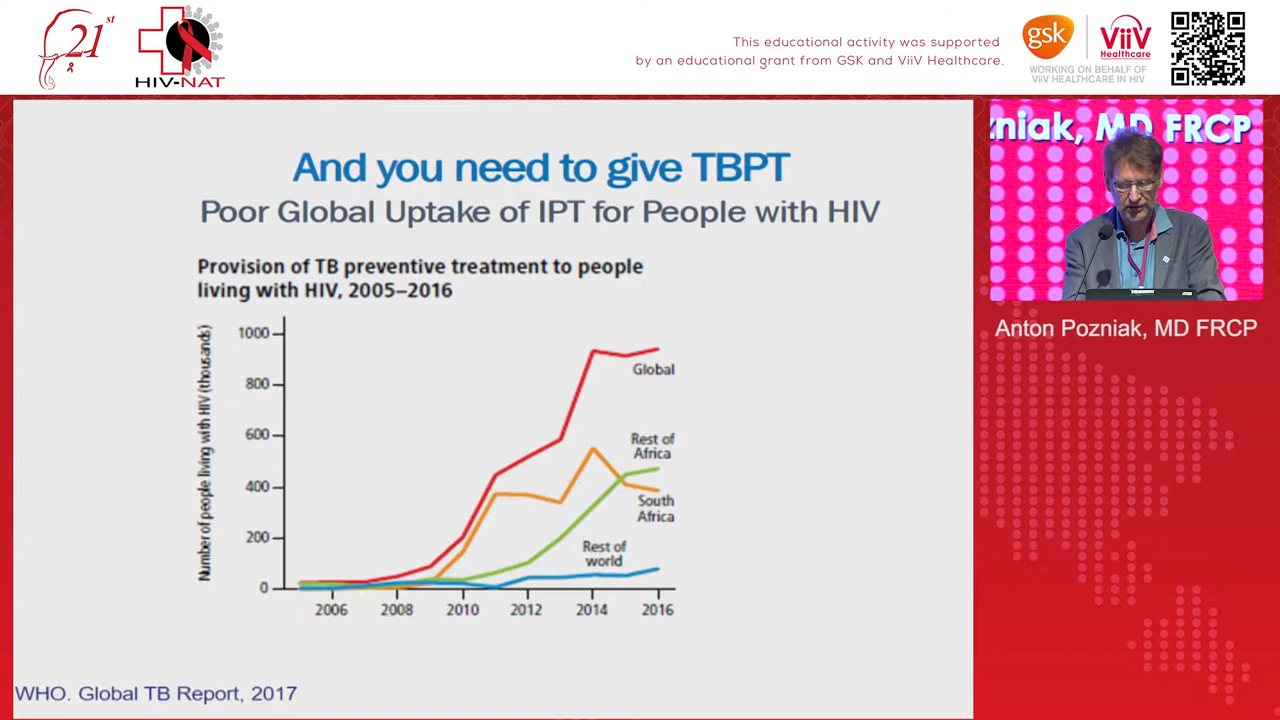 21st
HIV-NAT
This educational activity was supported
by an educational grant from GSK and ViiV Healthcare.
gsk
ViiV
Healthcare
WORKING ON BEHALF OF
ViiV HEALTHCARE IN HIV
And you need to give TBPT
Poor Global Uptake of IPT for People with HIV
Provision of TB preventive treatment to people
living with HIV, 2005–2016
Number of people living with HIV (thousands)
1000
800
600
400
200
0
2006
2008
2010
2012
2014
2016
Global
Rest of
Africa
South
Africa
Rest of
world
WHO. Global TB Report, 2017
zniak, MD FRCP
Anton Pozniak, MD FRCP